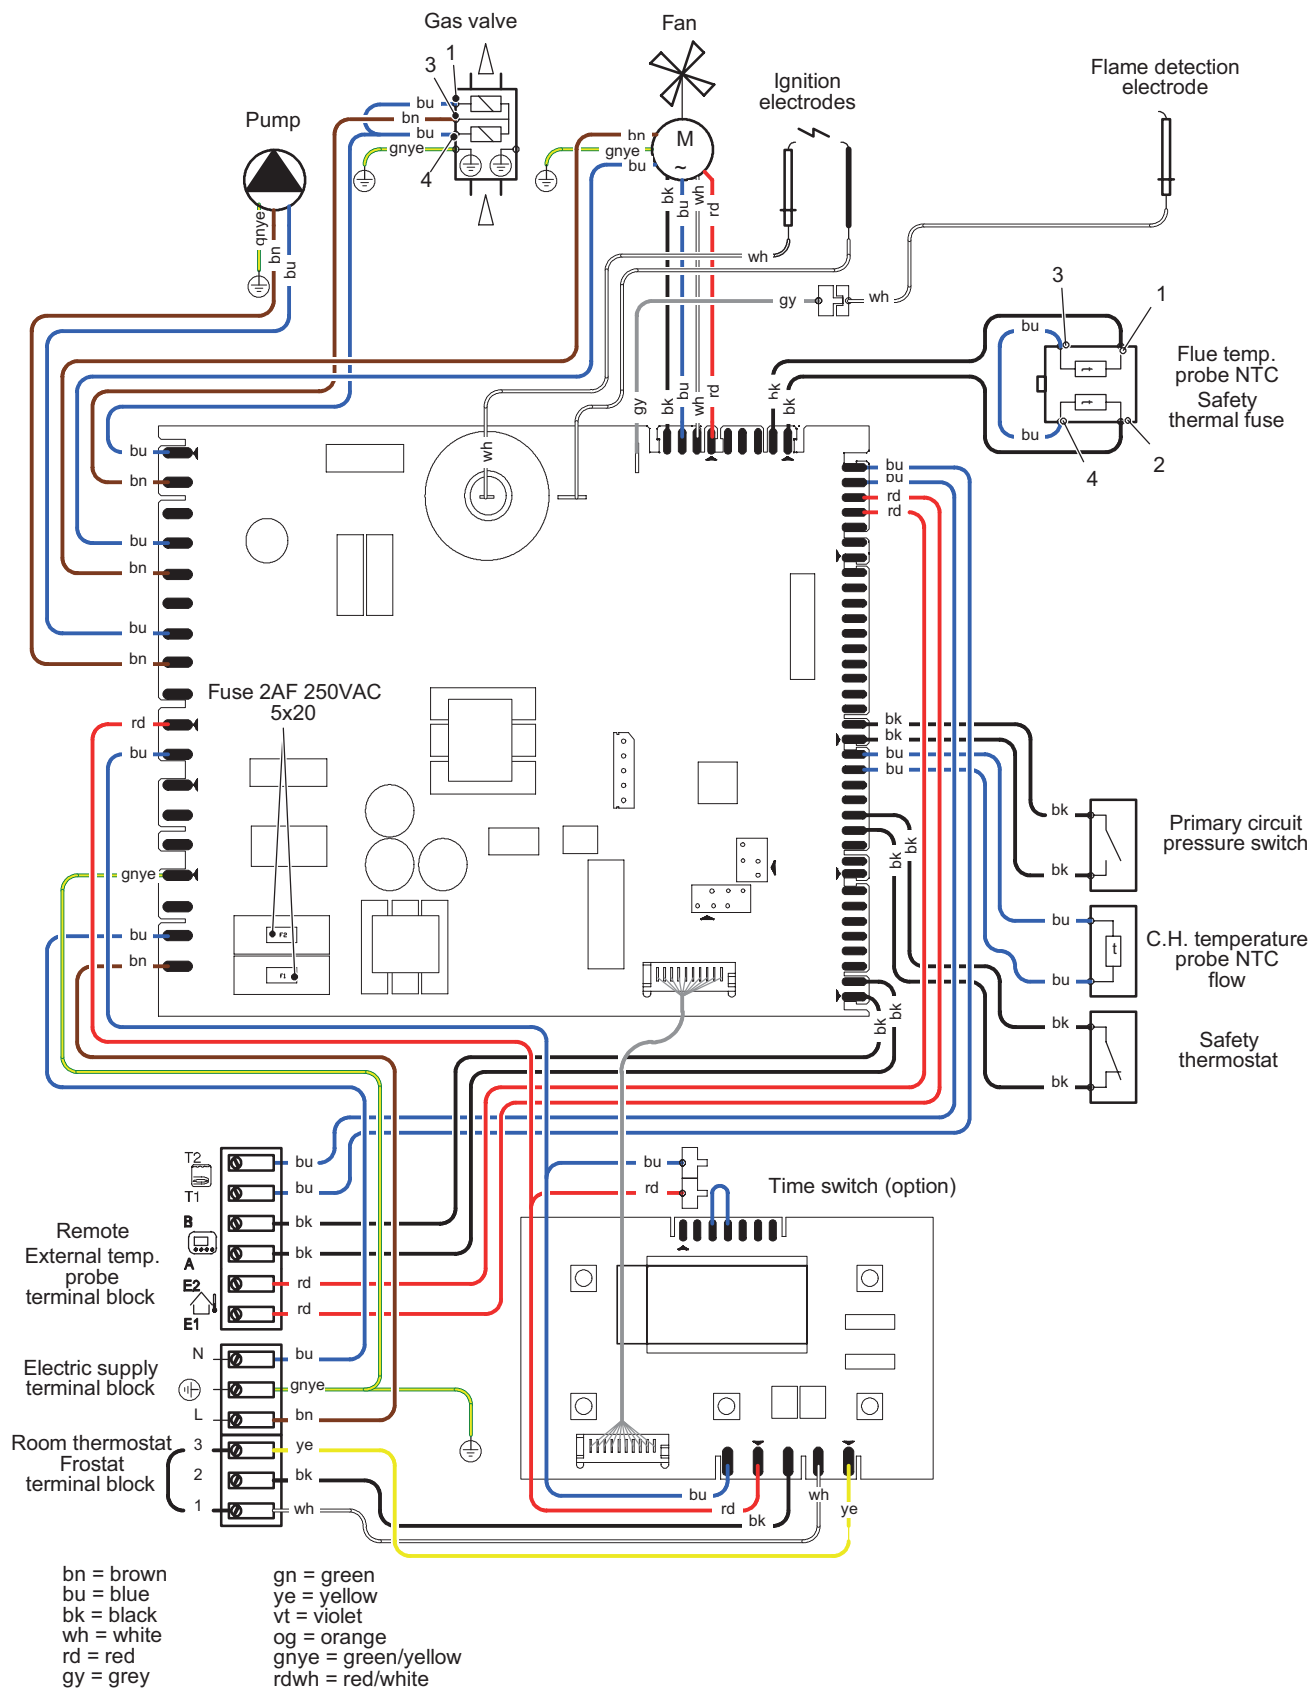 Gas valve
Fan
1
3
4
Pump
Ignition
electrodes
Flame detection
electrode
bu
bn
bu
gnye
bn
gnye
bu
M
~
gnye
bn
bu
bk
bu
wh
rd
wh
gy
wh
3
1
bu
bu
4
2
Flue temp.
probe NTC
Safety
thermal fuse
gy
bk
bu
wh
rd
bk
bk
wh
bu
bn
bu
bn
bu
bn
rd
bu
gnye
bu
bn
bu
bu
rd
rd
Fuse 2AF 250VAC
5x20
F2
F1
bk
bk
bu
bu
bk
bk
bk
bk
bk
bk
Primary circuit
pressure switch
bu
bu
t
C.H. temperature
probe NTC
flow
bk
bk
Safety
thermostat
T2
T1
B
A
E2
E1
bu
bu
bk
bk
rd
rd
Remote
External temp.
probe
terminal block
bu
rd
Time switch (option)
N
L
bu
gnye
bn
Electric supply
terminal block
3
2
1
ye
bk
wh
Room thermostat
Frostat
terminal block
bu
rd
bk
wh
ye
bn = brown
bu = blue
bk = black
wh = white
rd = red
gy = grey
gn = green
ye = yellow
vt = violet
og = orange
gnye = green/yellow
rdwh = red/white